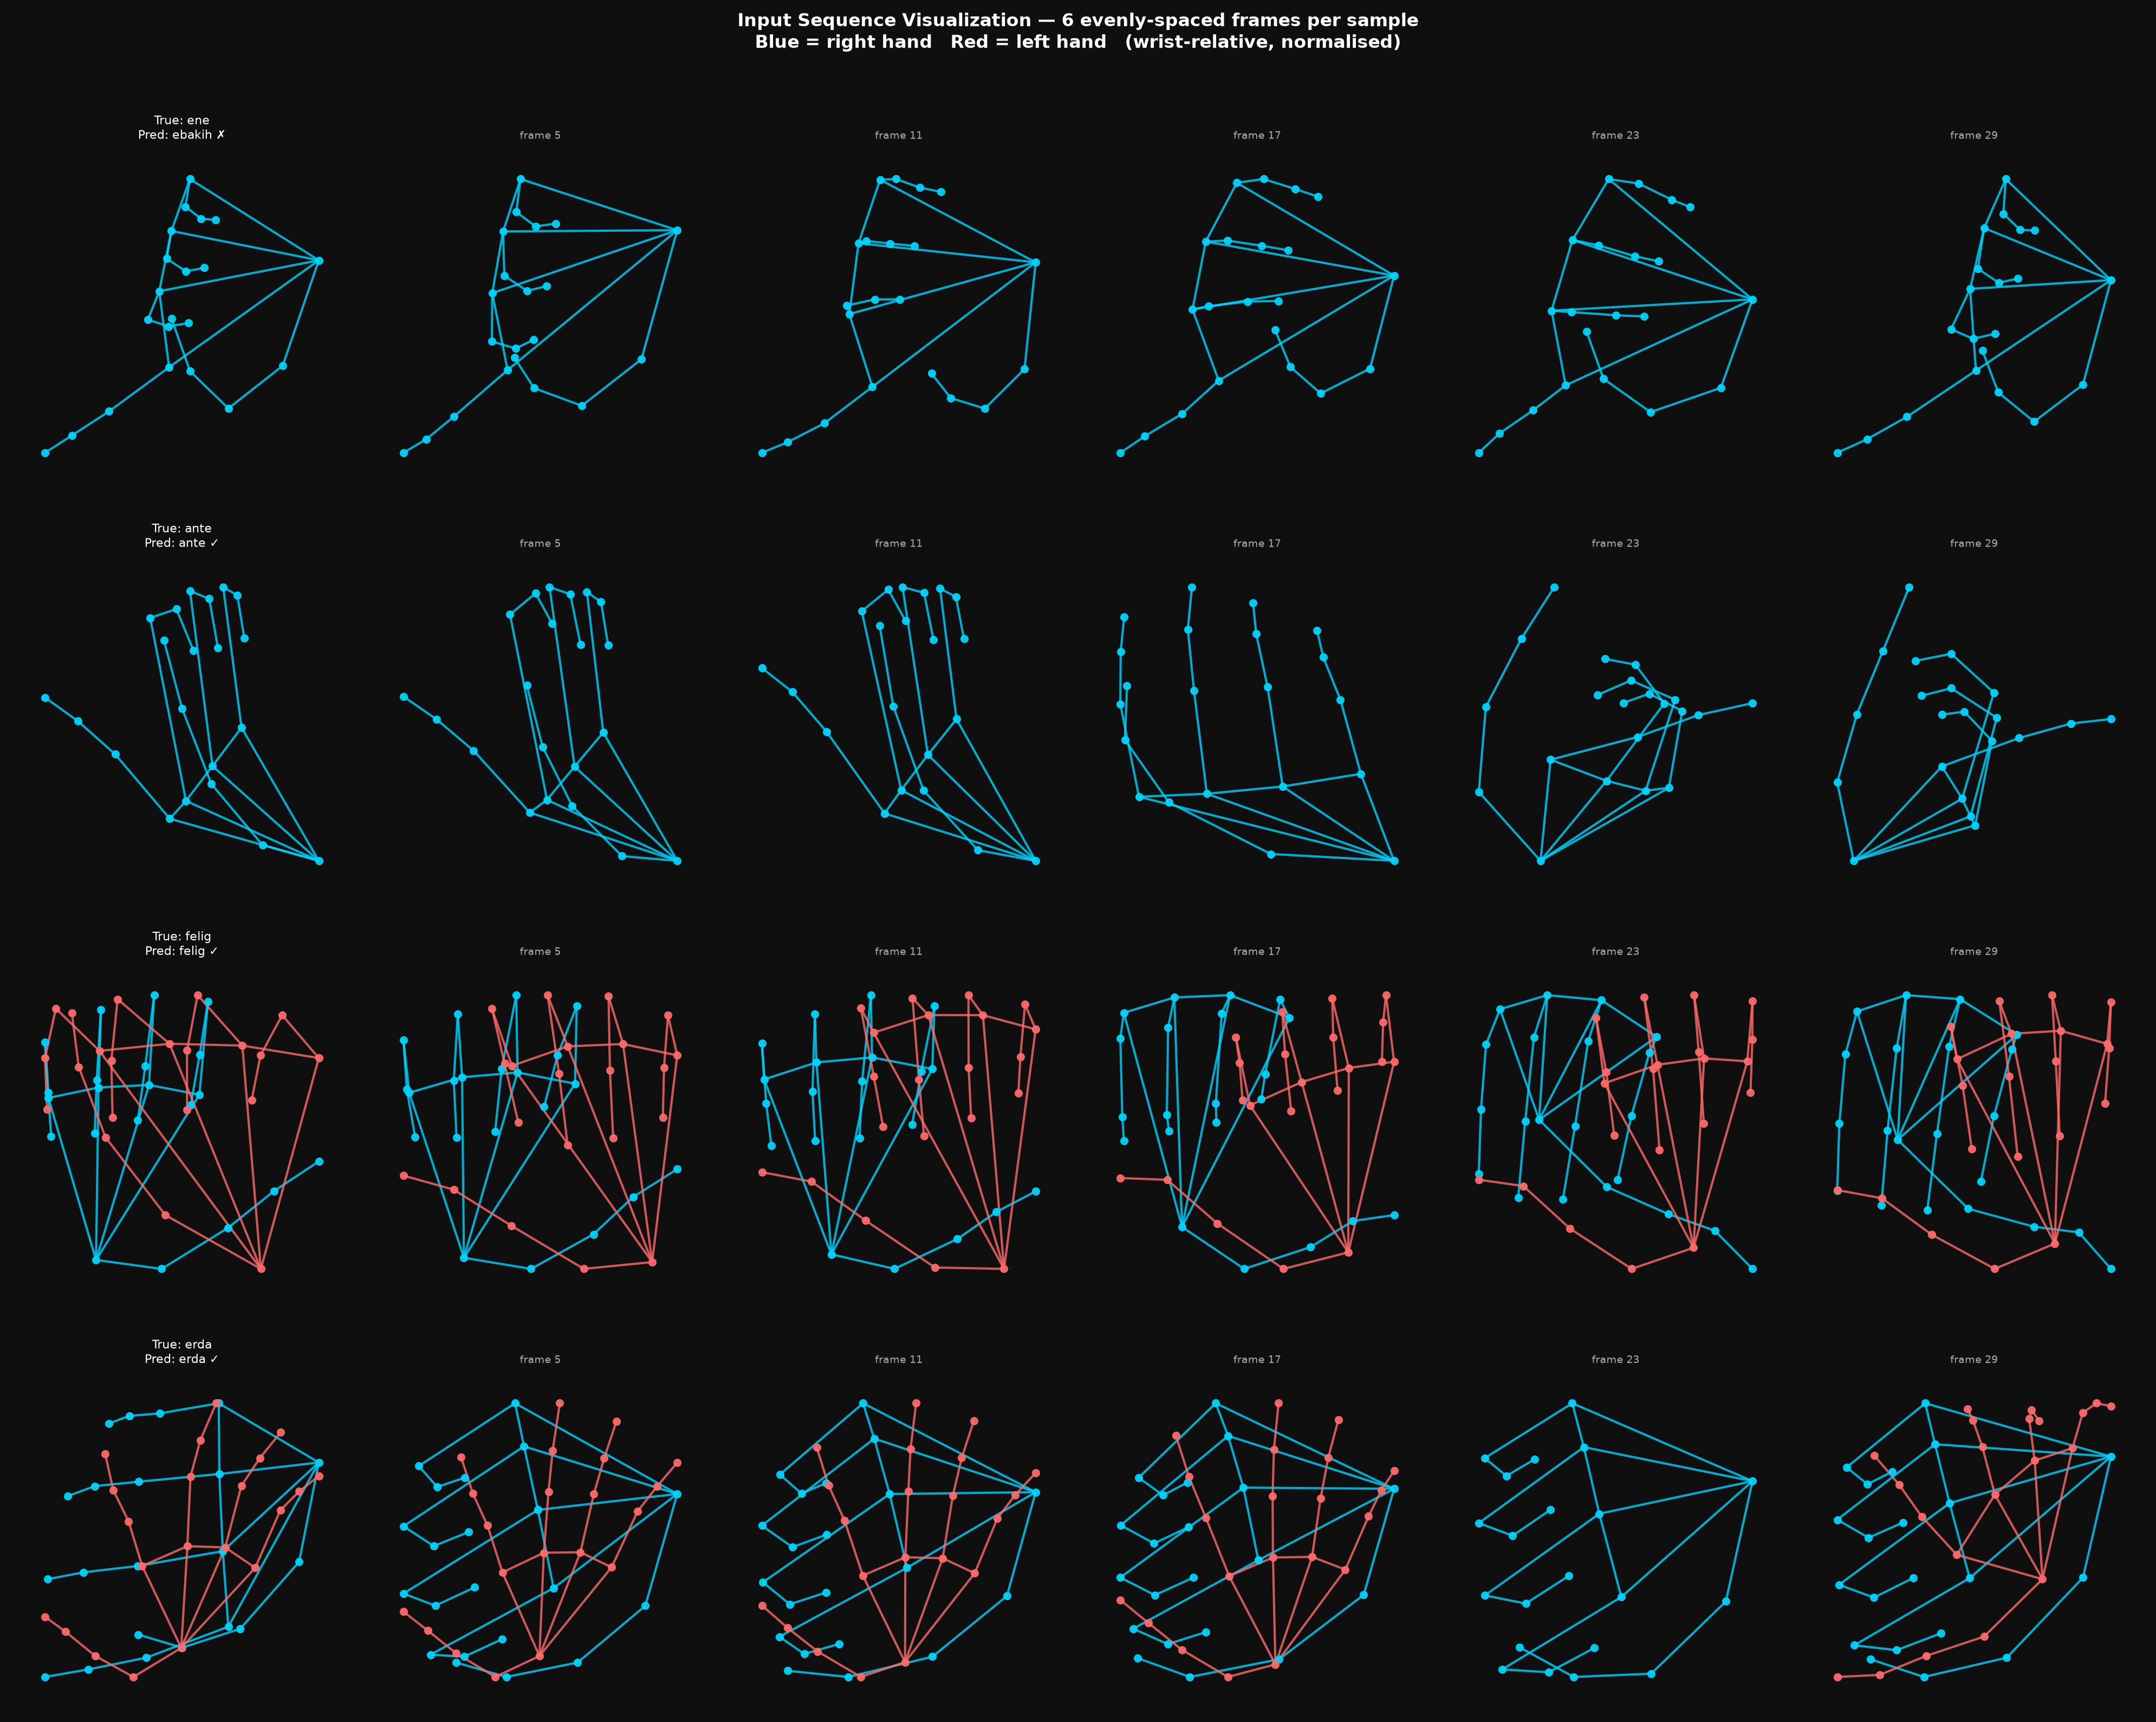 Input Sequence Visualization — 6 evenly-spaced frames per sample
Blue = right hand   Red = left hand   (wrist-relative, normalised)
True: ene
Pred: ebakih ✗
frame 5
frame 11
frame 17
frame 23
frame 29
True: ante
Pred: ante ✓
frame 5
frame 11
frame 17
frame 23
frame 29
True: felig
Pred: felig ✓
frame 5
frame 11
frame 17
frame 23
frame 29
True: erda
Pred: erda ✓
frame 5
frame 11
frame 17
frame 23
frame 29